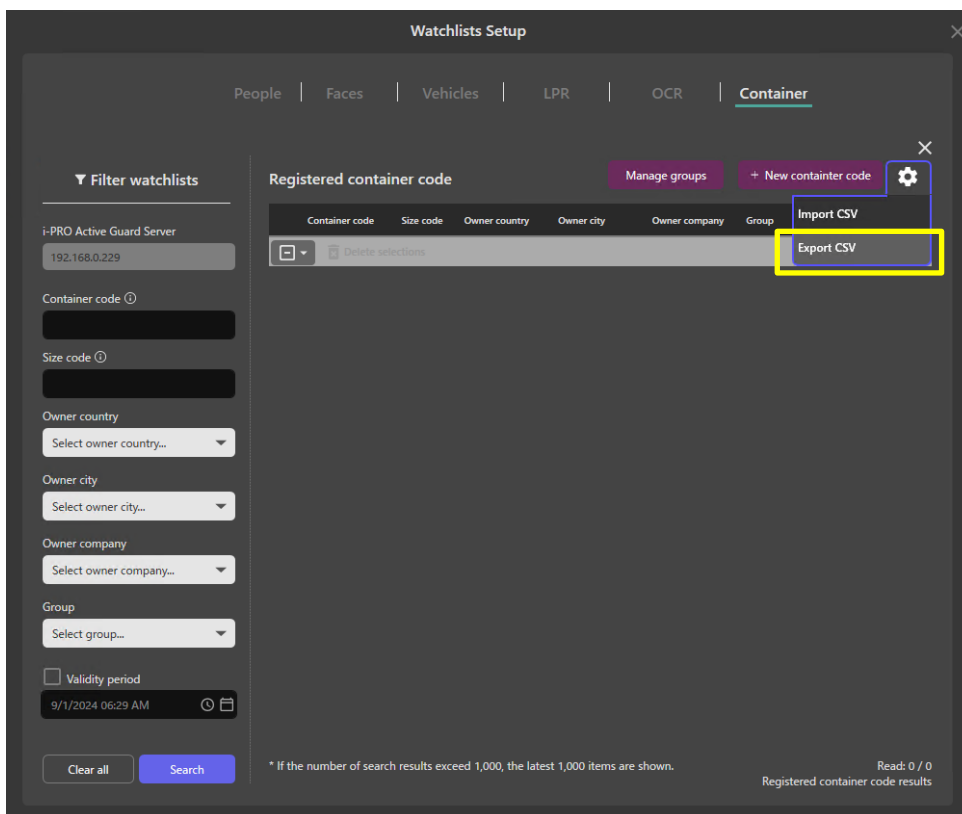 Watchlists Setup
People
Faces
Vehicles
LPR
OCR
Container
Filter watchlists
i-PRO Active Guard Server
192.168.0.229
Container code
Size code
Owner country
Select owner country...
Owner city
Select owner city...
Owner company
Select owner company...
Group
Select group...
Validity period
9/1/2024 06:29 AM
Clear all
Search
Registered container code
Manage groups
+ New containter code
Import CSV
Export CSV
Container code
Size code
Owner country
Owner city
Owner company
Group
Delete selections
* If the number of search results exceed 1,000, the latest 1,000 items are shown.
Read: 0 / 0
Registered container code results